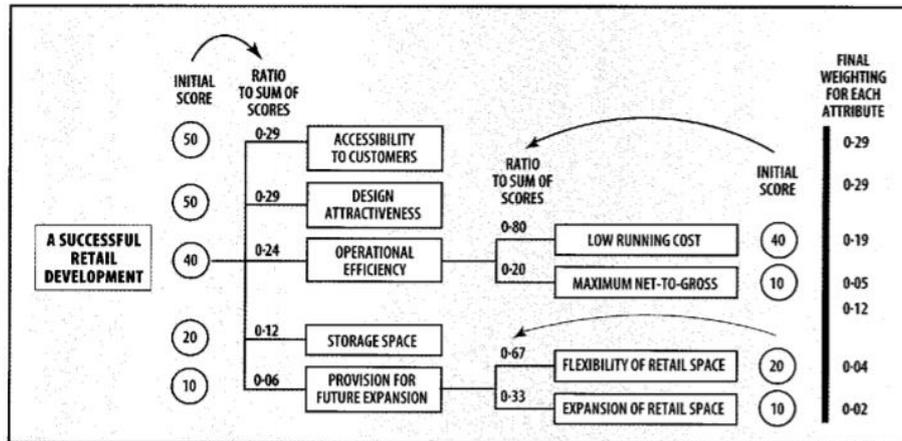 INITIAL
SCORE
RATIO
TO SUM OF
SCORES
FINAL
WEIGHTING
FOR EACH
ATTRIBUTE
50
0·29
ACCESSIBILITY
TO CUSTOMERS
0·29
RATIO
TO SUM OF
SCORES
INITIAL
SCORE
50
0·29
DESIGN
ATTRACTIVENESS
0·29
A SUCCESSFUL
RETAIL
DEVELOPMENT
40
0·24
OPERATIONAL
EFFICIENCY
0·80
LOW RUNNING COST
40
0·19
0·20
MAXIMUM NET-TO-GROSS
10
0·05
20
0·12
STORAGE SPACE
0·12
10
0·06
PROVISION FOR
FUTURE EXPANSION
0·67
FLEXIBILITY OF RETAIL SPACE
20
0·04
0·33
EXPANSION OF RETAIL SPACE
10
0·02